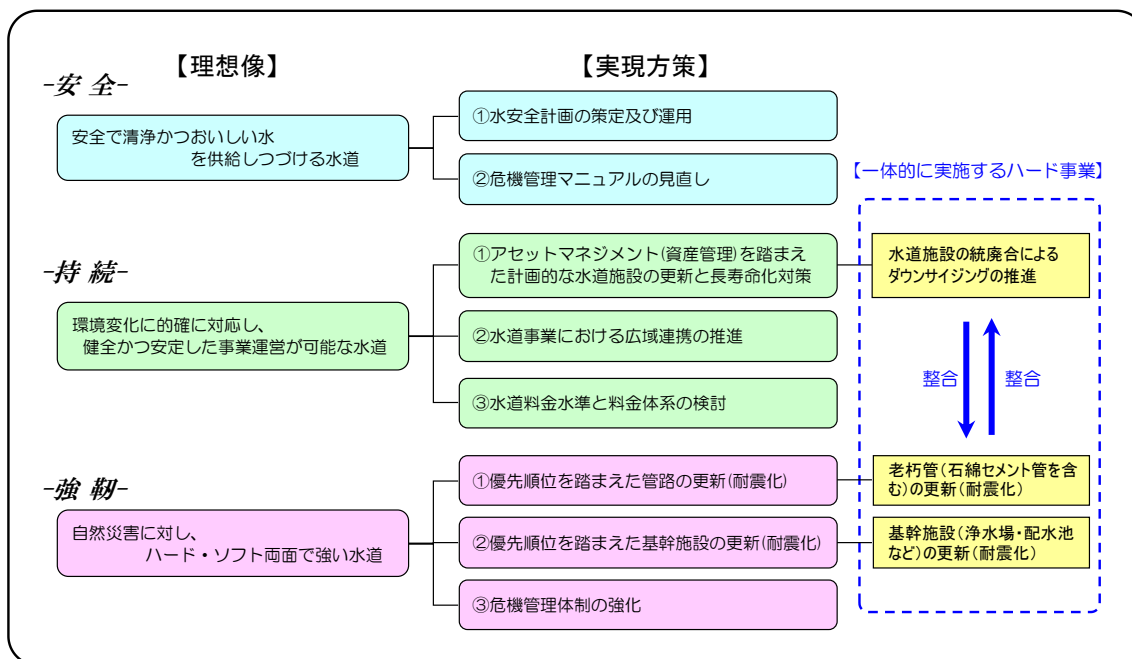 【理想像】
【実現方策】
-安 全-
安全で清浄かつおいしい水
を供給しつづける水道
①水安全計画の策定及び運用
②危機管理マニュアルの見直し
【一体的に実施するハード事業】
-持 続-
環境変化に的確に対応し、
健全かつ安定した事業運営が可能な水道
①アセットマネジメント(資産管理)を踏まえ
た計画的な水道施設の更新と長寿命化対策
②水道事業における広域連携の推進
③水道料金水準と料金体系の検討
水道施設の統廃合による
ダウンサイジングの推進
整合
整合
-強 靭-
自然災害に対し、
ハード・ソフト両面で強い水道
①優先順位を踏まえた管路の更新(耐震化)
②優先順位を踏まえた基幹施設の更新(耐震化)
③危機管理体制の強化
老朽管(石綿セメント管を含
む)の更新(耐震化)
基幹施設(浄水場・配水池
など)の更新(耐震化)